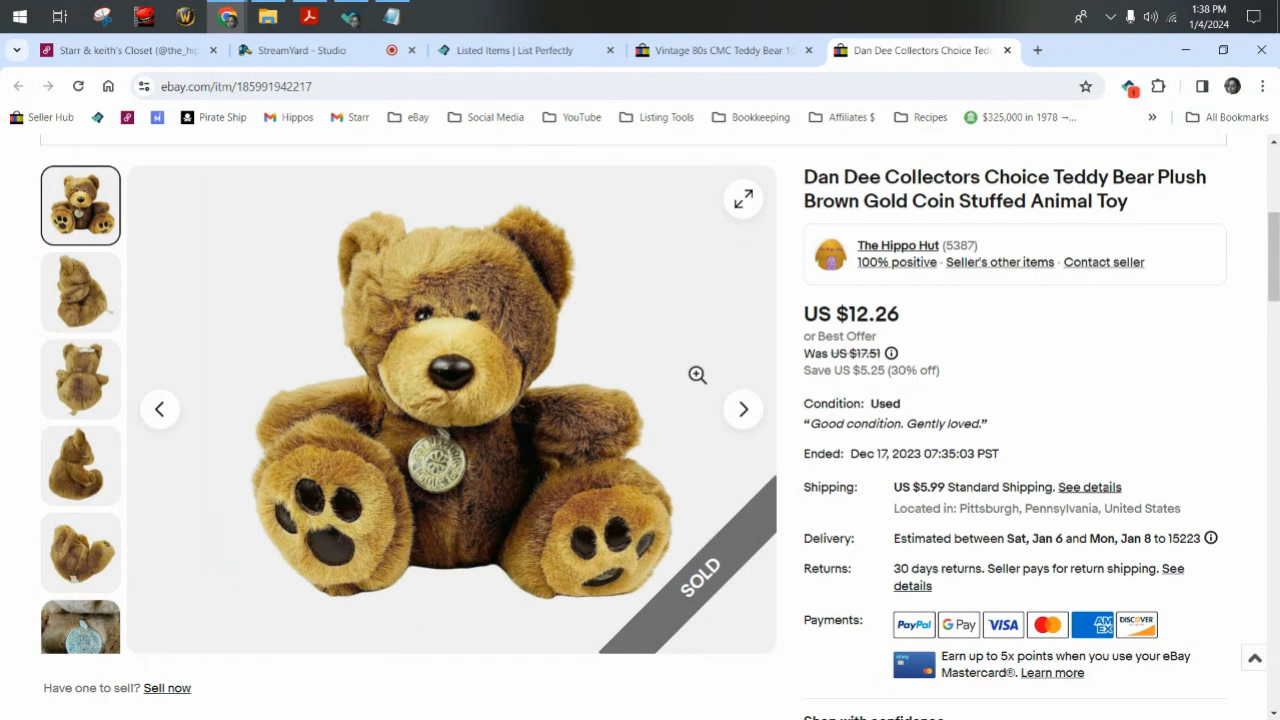 1:38 PM
1/4/2024
Starr & keith's Closet (@the_hip
StreamYard - Studio
Listed Items | List Perfectly
Vintage 80s CMC Teddy Bear 1
Dan Dee Collectors Choice Ted
ebay.com/itm/185991942217
1
Seller Hub
Pirate Ship
Hippos
Starr
eBay
Social Media
YouTube
Listing Tools
Bookkeeping
Affiliates $
Recipes
$325,000 in 1978 →...
»
All Bookmarks
Dan Dee Collectors Choice Teddy Bear Plush
Brown Gold Coin Stuffed Animal Toy
The Hippo Hut (5387)
100% positive · Seller's other items · Contact seller
US $12.26
or Best Offer
Was US $17.51
Save US $5.25 (30% off)
Condition: Used
“Good condition. Gently loved.”
Ended: Dec 17, 2023 07:35:03 PST
Shipping: US $5.99 Standard Shipping. See details
Located in: Pittsburgh, Pennsylvania, United States
Delivery: Estimated between Sat, Jan 6 and Mon, Jan 8 to 15223
Returns: 30 days returns. Seller pays for return shipping. See
details
Payments: PayPal G Pay VISA AM EX DISCOVER
Earn up to 5x points when you use your eBay
Mastercard®. Learn more
SOLD
Have one to sell? Sell now
Shop with confidence